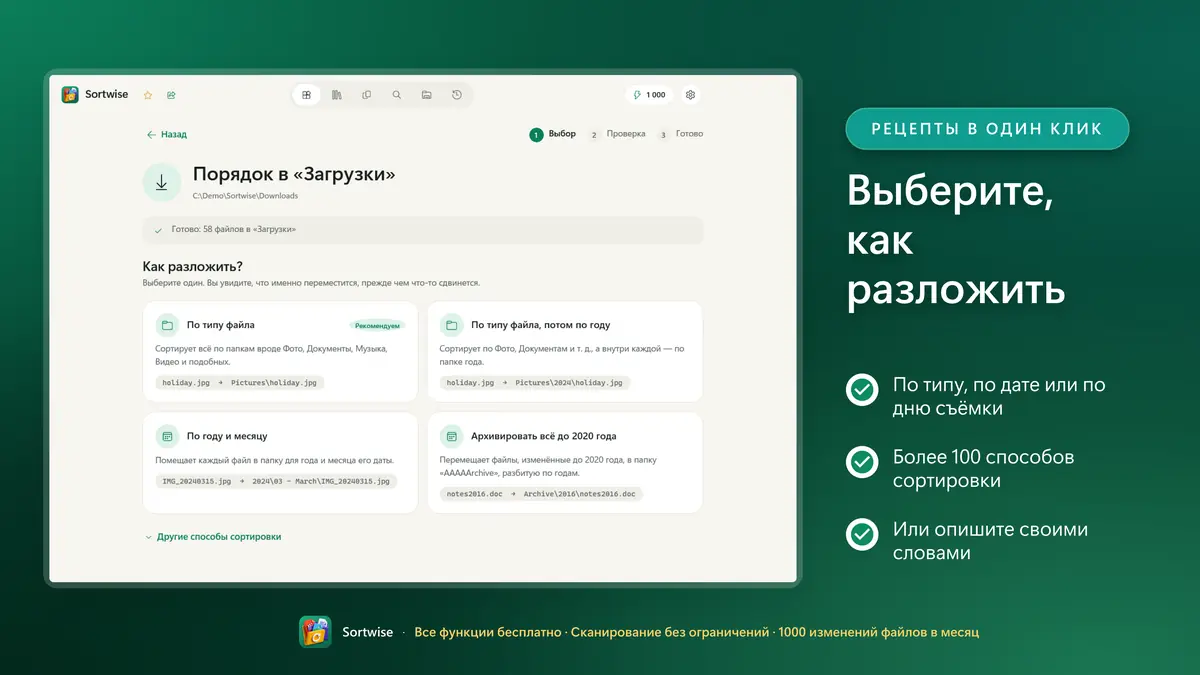 Sortwise
1 000
Назад
1 Выбор 2 Проверка 3 Готово
Порядок в «Загрузки»
C:\Demo\Sortwise\Downloads
Готово: 58 файлов в «Загрузки»
Как разложить?
Выберите один. Вы увидите, что именно переместится, прежде чем что-то сдвинется.
По типу файла
Рекомендуем
Сортирует всё по папкам вроде Фото, Документы, Музыка,
Видео и подобных.
holiday.jpg → Pictures\holiday.jpg
По типу файла, потом по году
Сортирует по Фото, Документам и т. д., а внутри каждой — по
папке года.
holiday.jpg → Pictures\2024\holiday.jpg
По году и месяцу
Помещает каждый файл в папку для года и месяца его даты.
IMG_20240315.jpg → 2024\03 - March\IMG_20240315.jpg
Архивировать всё до 2020 года
Перемещает файлы, изменённые до 2020 года, в папку
«AAAAArchive», разбитую по годам.
notes2016.doc → Archive\2016\notes2016.doc
Другие способы сортировки
РЕЦЕПТЫ В ОДИН КЛИК
Выберите,
как
разложить
По типу, по дате или по
дню съёмки
Более 100 способов
сортировки
Или опишите своими
словами
Sortwise · Все функции бесплатно · Сканирование без ограничений · 1000 изменений файлов в месяц